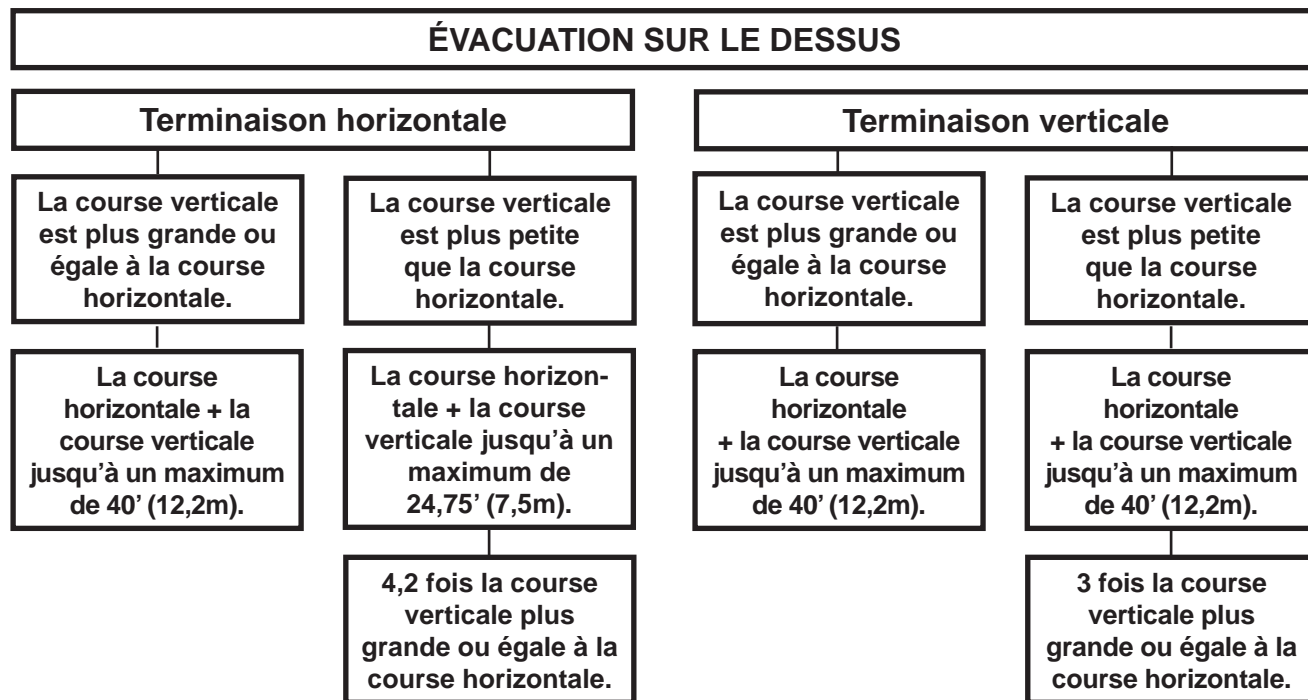 ÉVACUATION SUR LE DESSUS
Terminaison horizontale
La course verticale
est plus grande ou
égale à la course
horizontale.
La course
horizontale + la
course verticale
jusqu’à un maximum
de 40’ (12,2m).
La course verticale
est plus petite
que la course
horizontale.
La course horizon-
tale + la course
verticale jusqu’à un
maximum de
24,75’ (7,5m).
4,2 fois la course
verticale plus
grande ou égale à la
course horizontale.
Terminaison verticale
La course verticale
est plus grande ou
égale à la course
horizontale.
La course
horizontale
+ la course verticale
jusqu’à un maximum
de 40’ (12,2m).
La course verticale
est plus petite
que la course
horizontale.
La course
horizontale
+ la course verticale
jusqu’à un maximum
de 40’ (12,2m).
3 fois la course
verticale plus
grande ou égale à la
course horizontale.